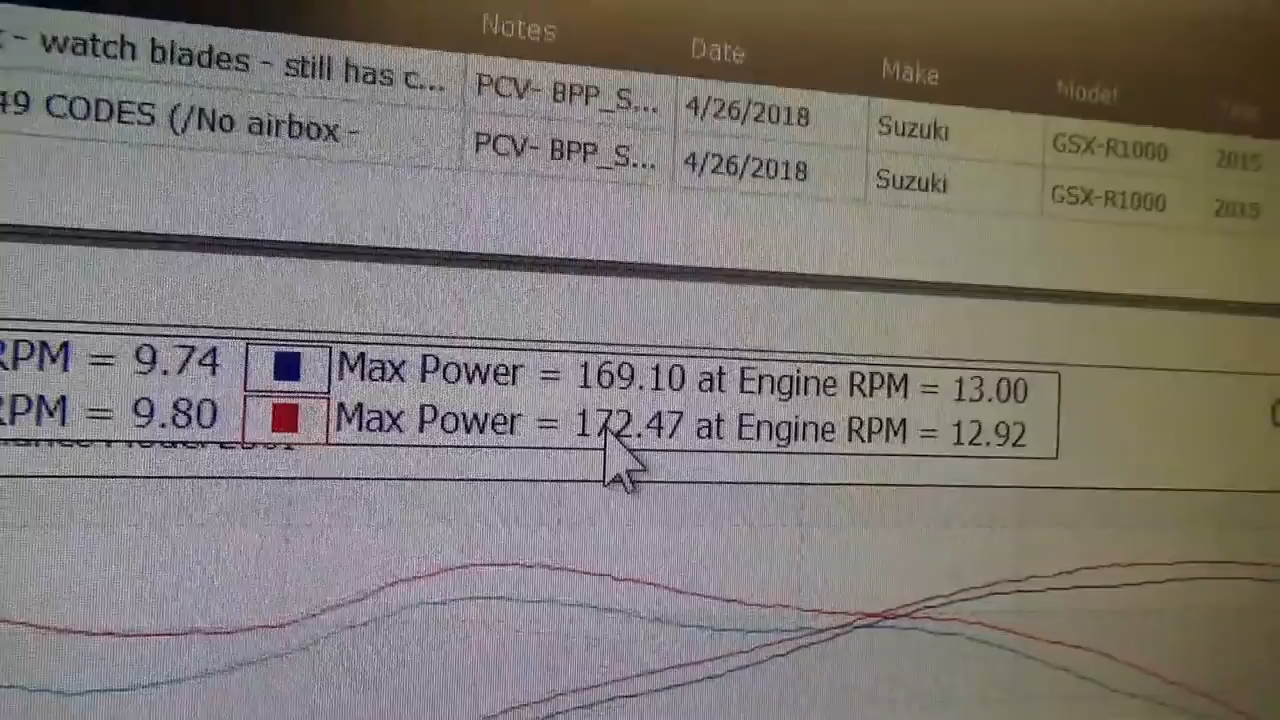 Notes Date Make Model
- watch blades - still has c... PCV- BPP_S... 4/26/2018 Suzuki GSX-R1000 2015
49 CODES (/No airbox - PCV- BPP_S... 4/26/2018 Suzuki GSX-R1000 2015
RPM = 9.74 Max Power = 169.10 at Engine RPM = 13.00
RPM = 9.80 Max Power = 172.47 at Engine RPM = 12.92